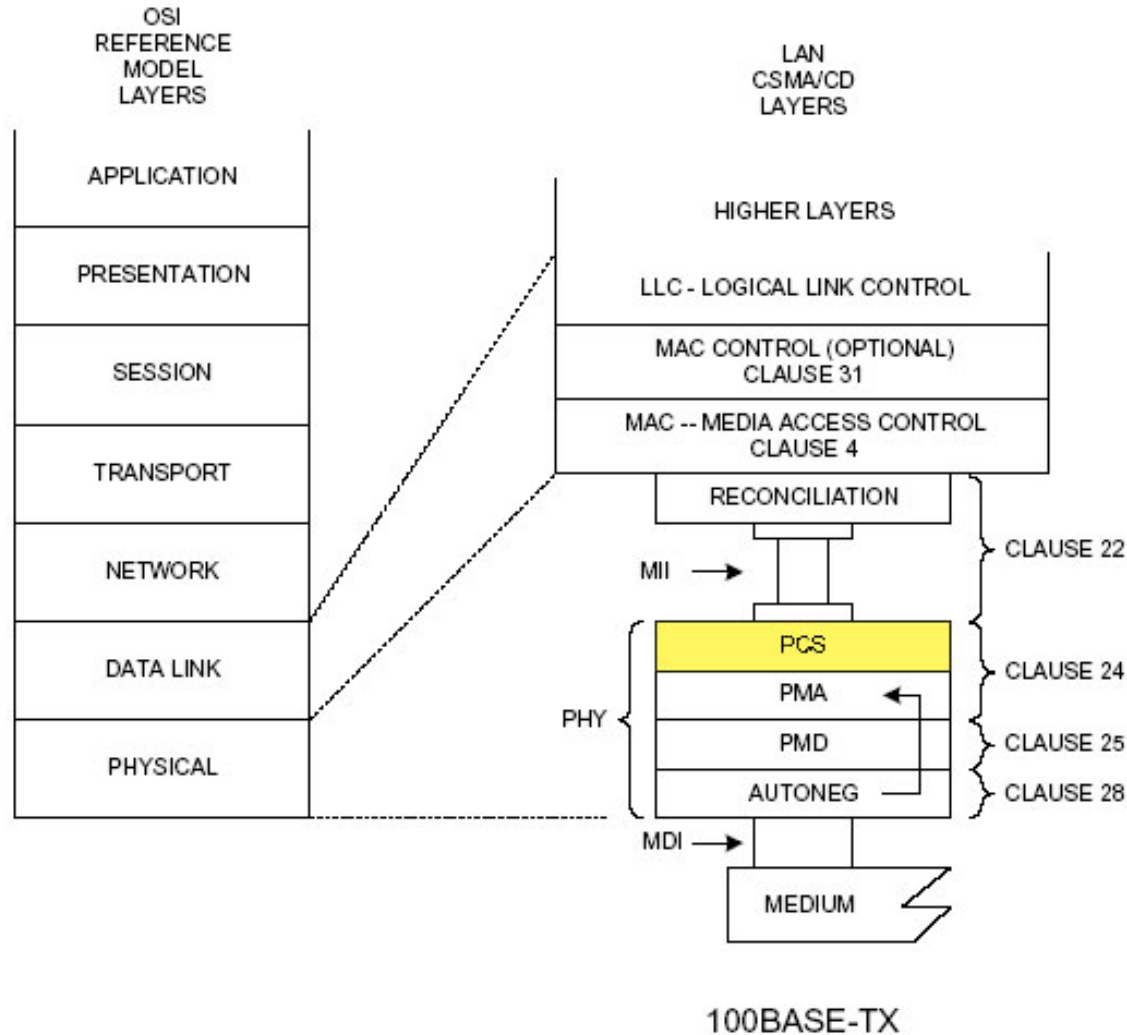 OSI
REFERENCE
MODEL
LAYERS
APPLICATION
PRESENTATION
SESSION
TRANSPORT
NETWORK
DATA LINK
PHYSICAL
LAN
CSMA/CD
LAYERS
HIGHER LAYERS
LLC - LOGICAL LINK CONTROL
MAC CONTROL (OPTIONAL)
CLAUSE 31
MAC -- MEDIA ACCESS CONTROL
CLAUSE 4
RECONCILIATION
MII
CLAUSE 22
PCS
PMA
CLAUSE 24
PHY
PMD
CLAUSE 25
AUTONEG
CLAUSE 28
MDI
MEDIUM
100BASE-TX